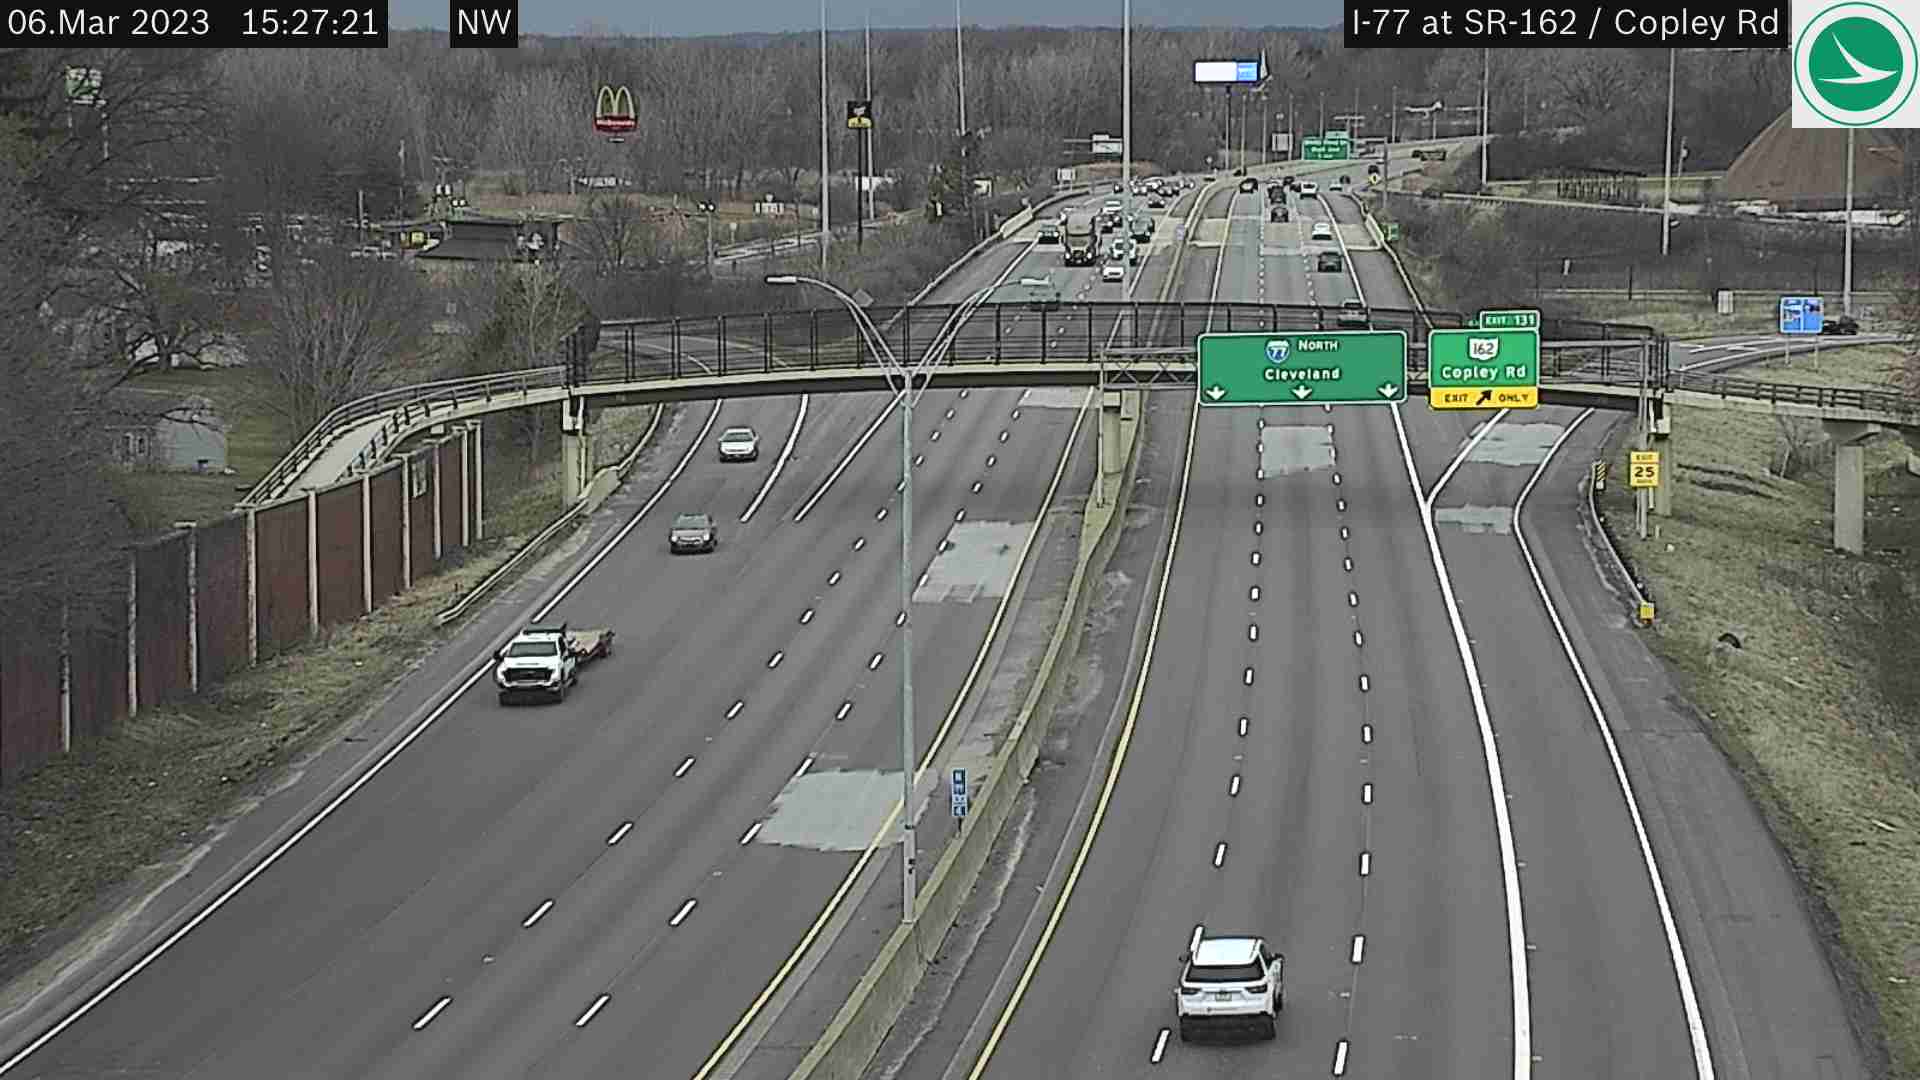 06.Mar 2023 15:27:21
NW
I-77 at SR-162 / Copley Rd
McDonald's
EXIT 131
77 NORTH
Cleveland
162
Copley Rd
EXIT ONLY
EXIT
25